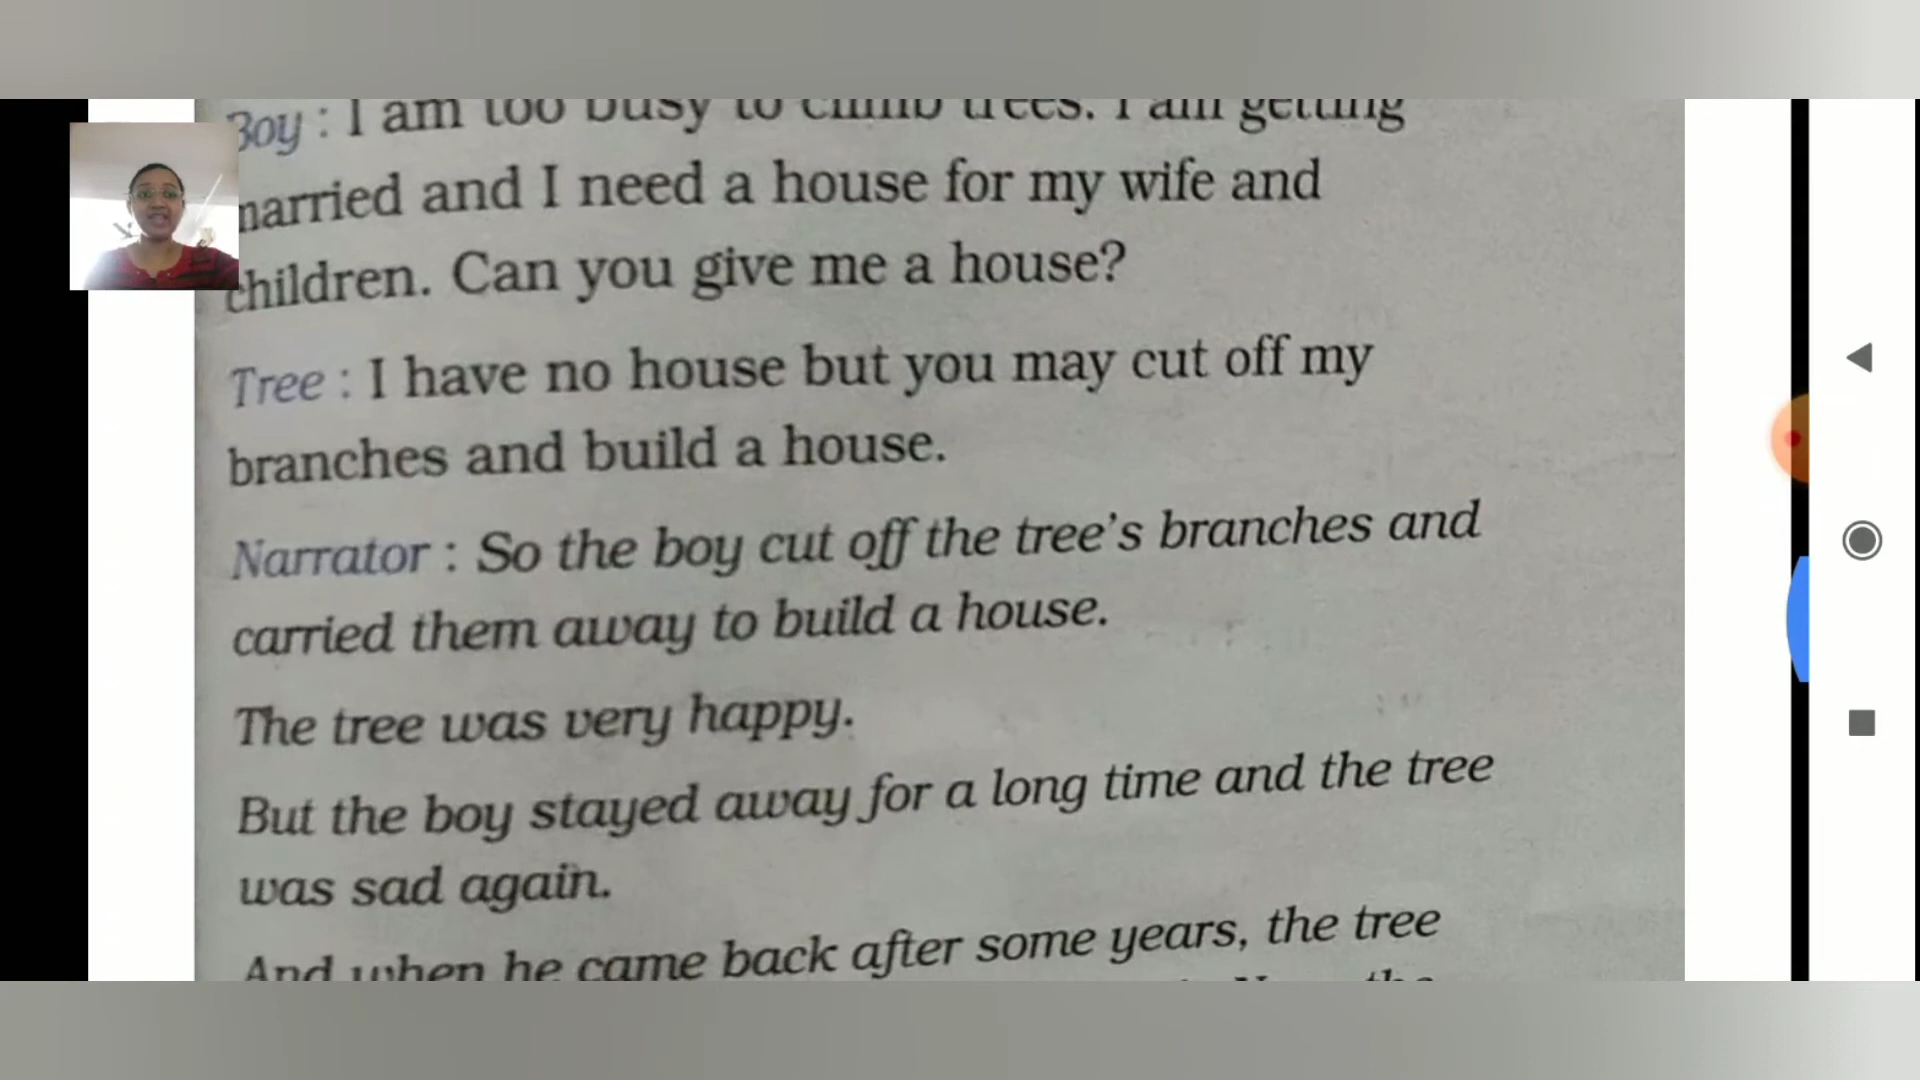 Boy : I am too busy to climb trees. I am getting
married and I need a house for my wife and
children. Can you give me a house?
Tree : I have no house but you may cut off my
branches and build a house.
Narrator : So the boy cut off the tree's branches and
carried them away to build a house.
The tree was very happy.
But the boy stayed away for a long time and the tree
was sad again.
And when he came back after some years, the tree
the